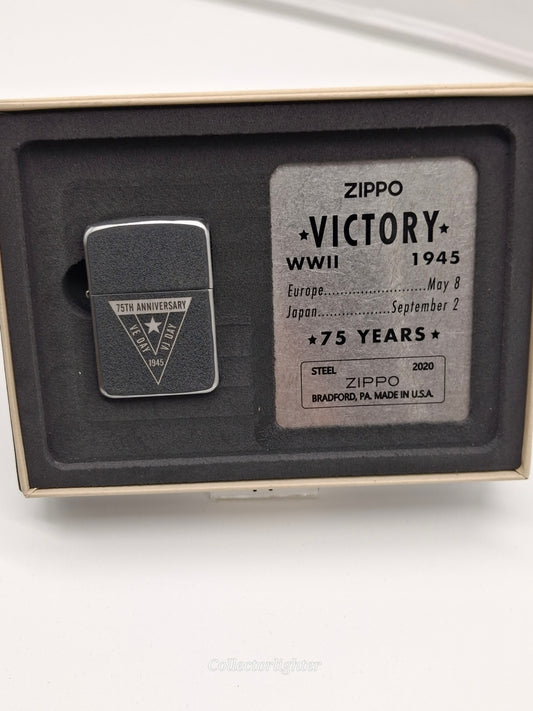 75TH ANNIVERSARY
VE DAY
VJ DAY
1945
ZIPPO
★VICTORY★
WWII 1945
Europe..........................May 8
Japan...................September 2
★75 YEARS★
STEEL 2020
ZIPPO
BRADFORD, PA. MADE IN U.S.A.
Collectorlighter